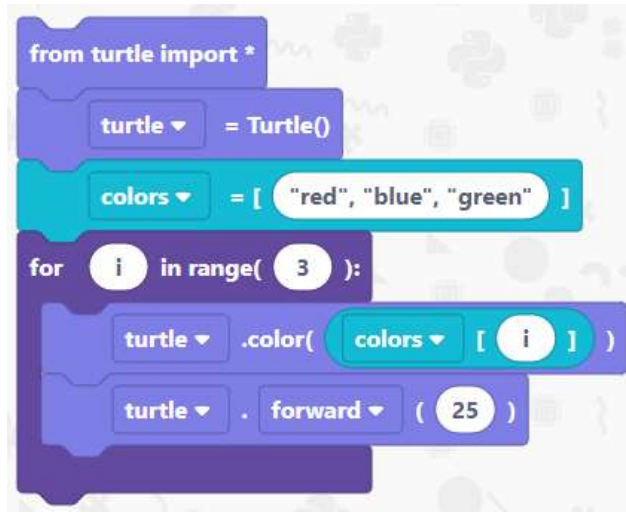 from turtle import *
turtle = Turtle()
colors = [ "red", "blue", "green" ]
for i in range( 3 ):
turtle .color( colors [ i ] )
turtle . forward ( 25 )